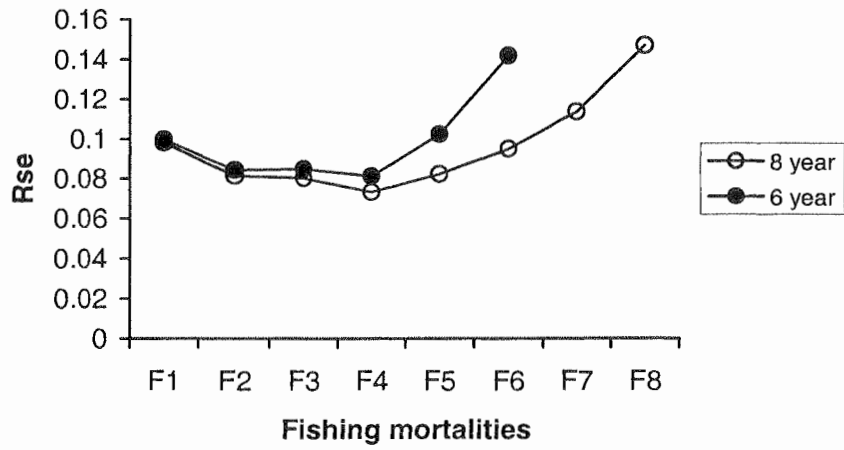 0.16
0.14
0.12
0.1
0.08
0.06
0.04
0.02
0
Rse
F1 F2 F3 F4 F5 F6 F7 F8
Fishing mortalities
8 year
6 year